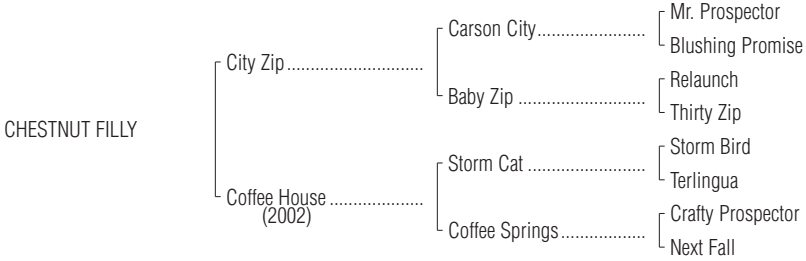 Mr. Prospector
Carson City
Blushing Promise
City Zip
Relaunch
Baby Zip
Thirty Zip
CHESTNUT FILLY
Storm Bird
Storm Cat
Terlingua
Coffee House
(2002)
Crafty Prospector
Coffee Springs
Next Fall